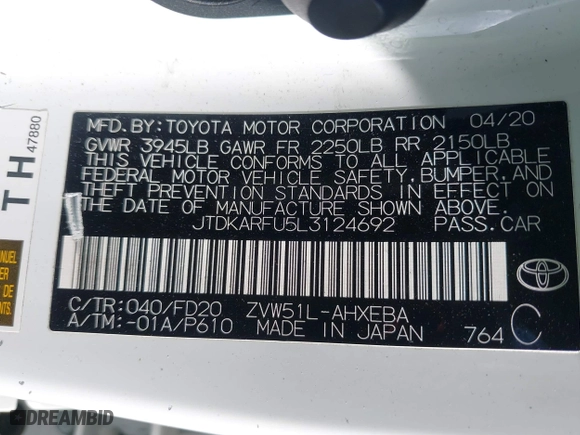 MFD. BY: TOYOTA MOTOR CORPORATION 04/20
GVWR 3945LB GAWR FR 2250LB RR 2150LB
THIS VEHICLE CONFORMS TO ALL APPLICABLE
FEDERAL MOTOR VEHICLE SAFETY, BUMPER, AND
THEFT PREVENTION STANDARDS IN EFFECT ON
THE DATE OF MANUFACTURE SHOWN ABOVE.
JTDKARFU5L3124692 PASS. CAR
C/TR: 040/FD20 ZVW51L-AHXEBA
A/TM: -01A/P610 MADE IN JAPAN 764 C
TOYOTA
TH 47880
DREAMBID